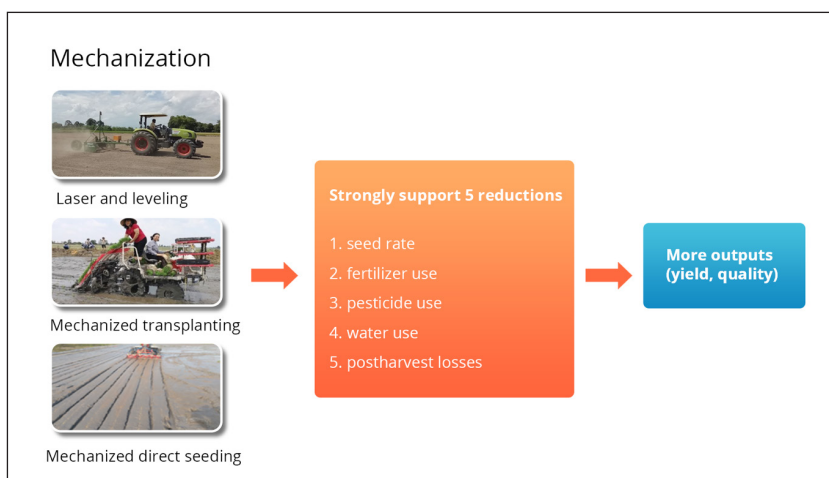 Mechanization
Laser and leveling
Mechanized transplanting
Mechanized direct seeding
Strongly support 5 reductions
1. seed rate
2. fertilizer use
3. pesticide use
4. water use
5. postharvest losses
More outputs
(yield, quality)